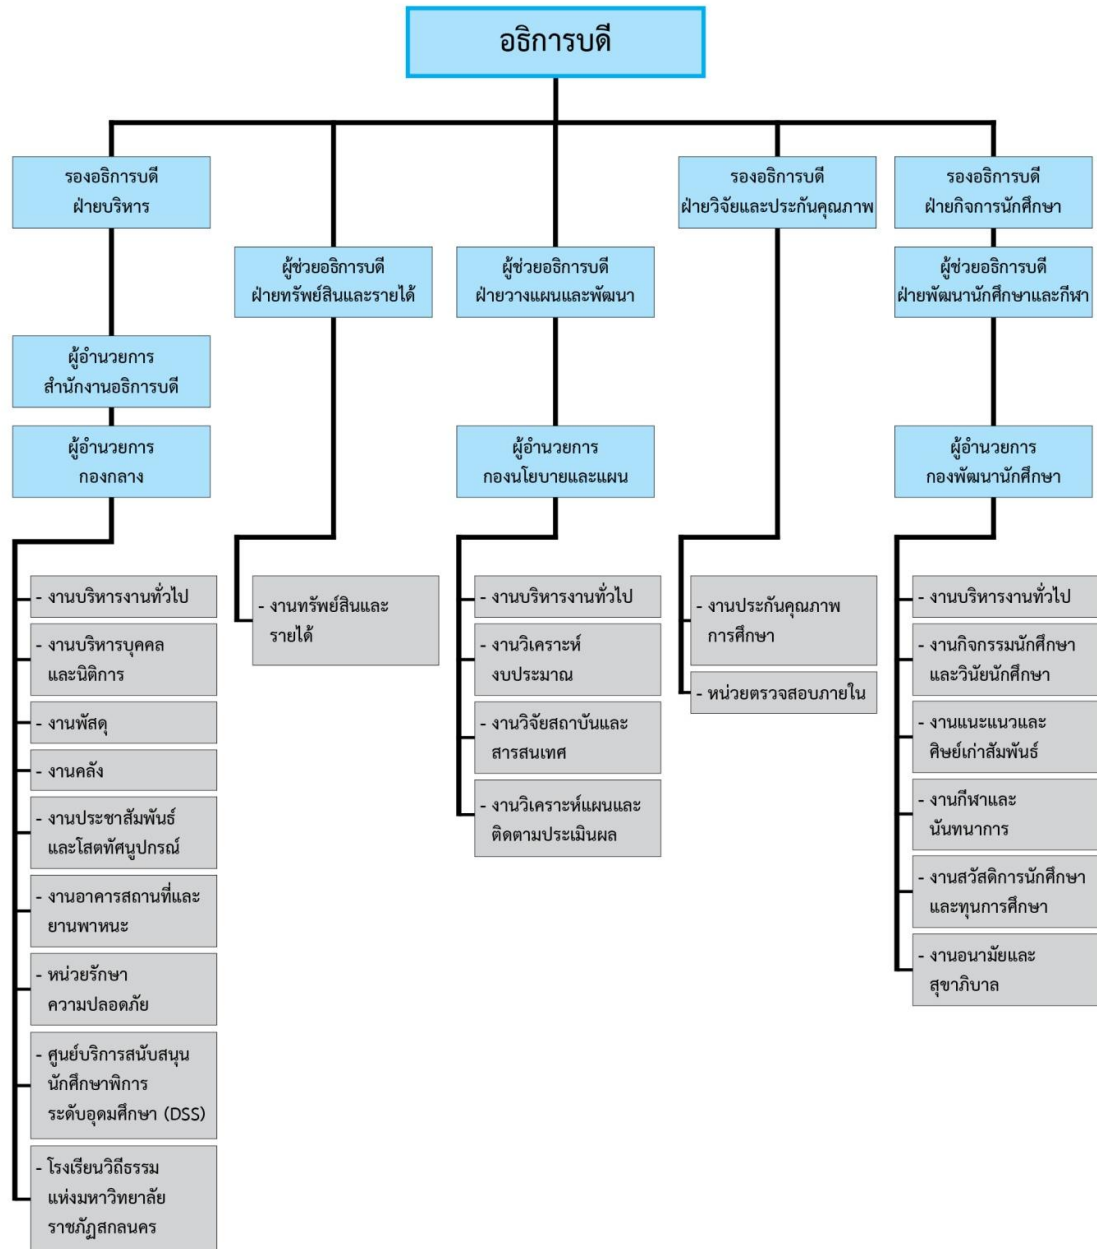 อธิการบดี
รองอธิการบดี
ฝ่ายบริหาร
ผู้อำนวยการ
สำนักงานอธิการบดี
ผู้อำนวยการ
กองกลาง
- งานบริหารงานทั่วไป
- งานบริหารบุคคล
และนิติการ
- งานพัสดุ
- งานคลัง
- งานประชาสัมพันธ์
และโสตทัศนูปกรณ์
- งานอาคารสถานที่และ
ยานพาหนะ
- หน่วยรักษา
ความปลอดภัย
- ศูนย์บริการสนับสนุน
นักศึกษาพิการ
ระดับอุดมศึกษา (DSS)
- โรงเรียนวิถีธรรม
แห่งมหาวิทยาลัย
ราชภัฏสกลนคร
ผู้ช่วยอธิการบดี
ฝ่ายทรัพย์สินและรายได้
- งานทรัพย์สินและ
รายได้
ผู้ช่วยอธิการบดี
ฝ่ายวางแผนและพัฒนา
ผู้อำนวยการ
กองนโยบายและแผน
- งานบริหารงานทั่วไป
- งานวิเคราะห์
งบประมาณ
- งานวิจัยสถาบันและ
สารสนเทศ
- งานวิเคราะห์แผนและ
ติดตามประเมินผล
รองอธิการบดี
ฝ่ายวิจัยและประกันคุณภาพ
- งานประกันคุณภาพ
การศึกษา
- หน่วยตรวจสอบภายใน
รองอธิการบดี
ฝ่ายกิจการนักศึกษา
ผู้ช่วยอธิการบดี
ฝ่ายพัฒนานักศึกษาและกีฬา
ผู้อำนวยการ
กองพัฒนานักศึกษา
- งานบริหารงานทั่วไป
- งานกิจกรรมนักศึกษา
และวินัยนักศึกษา
- งานแนะแนวและ
ศิษย์เก่าสัมพันธ์
- งานกีฬาและ
นันทนาการ
- งานสวัสดิการนักศึกษา
และทุนการศึกษา
- งานอนามัยและ
สุขาภิบาล